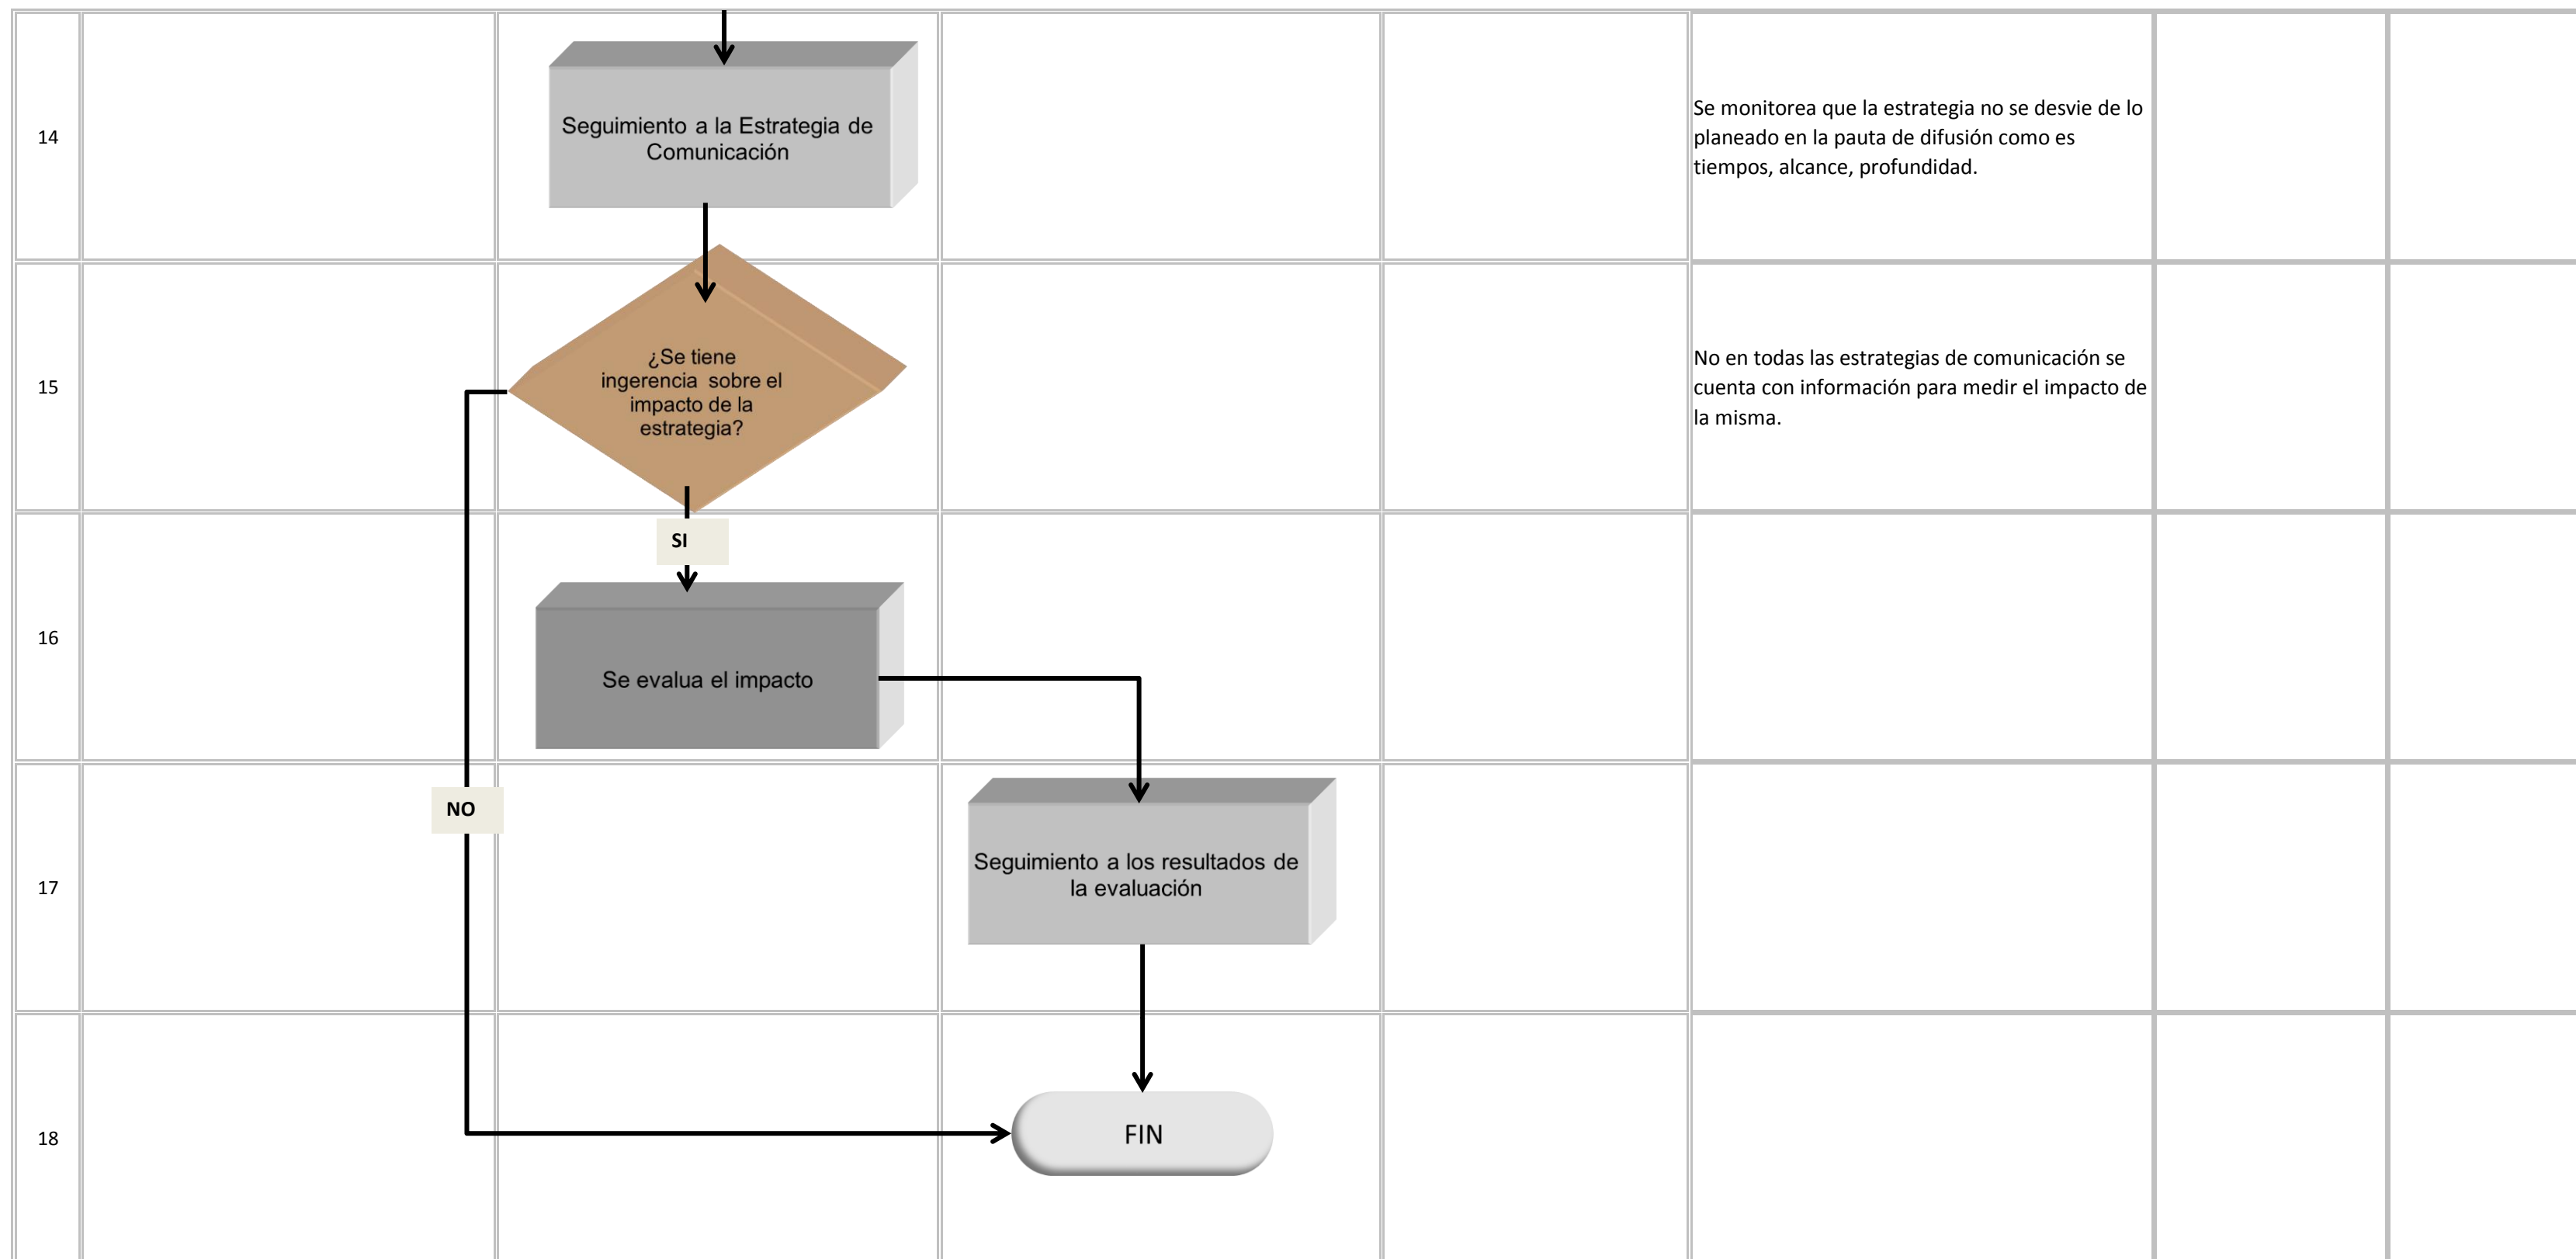 14
Seguimiento a la Estrategia de
Comunicación
Se monitorea que la estrategia no se desvie de lo
planeado en la pauta de difusión como es
tiempos, alcance, profundidad.
15
¿Se tiene
ingerencia sobre el
impacto de la
estrategia?
No en todas las estrategias de comunicación se
cuenta con información para medir el impacto de
la misma.
SI
16
Se evalua el impacto
NO
17
Seguimiento a los resultados de
la evaluación
18
FIN